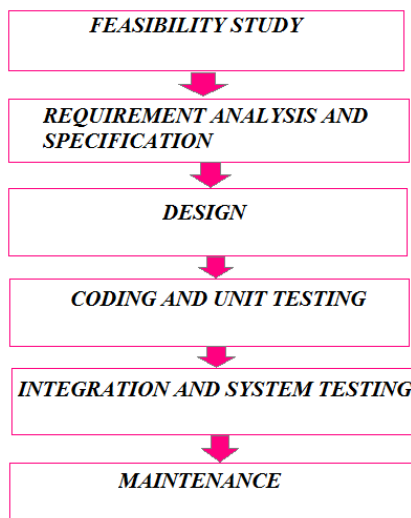 FEASIBILITY STUDY
REQUIREMENT ANALYSIS AND
SPECIFICATION
DESIGN
CODING AND UNIT TESTING
INTEGRATION AND SYSTEM TESTING
MAINTENANCE